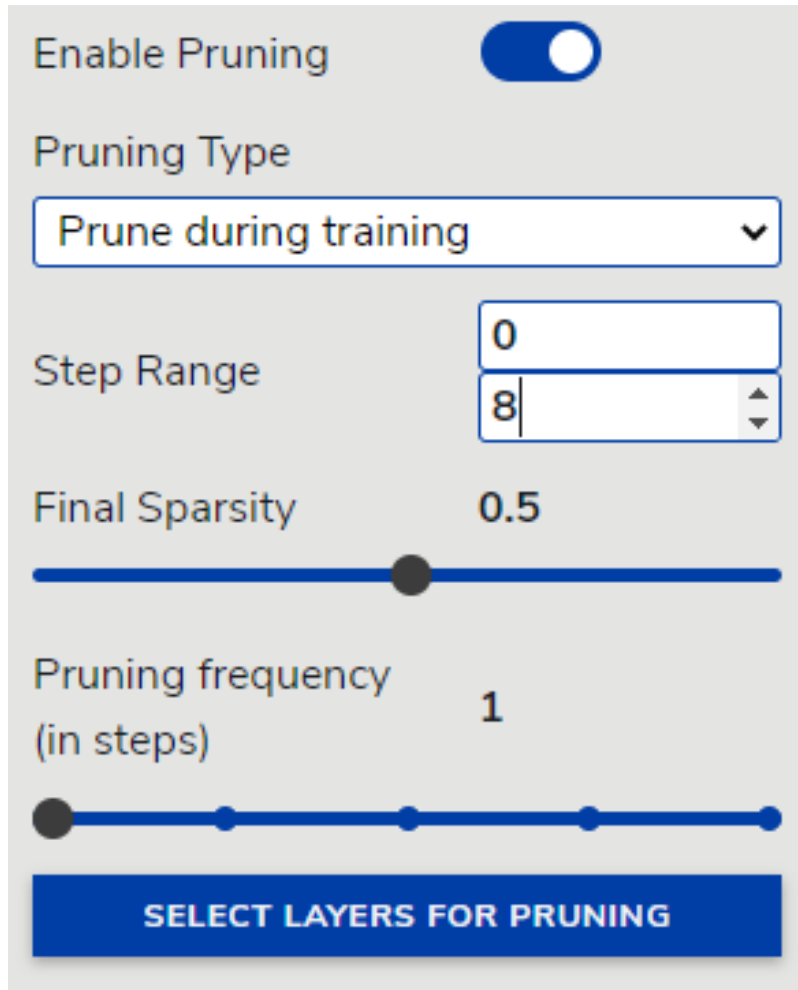 Enable Pruning
Pruning Type
Prune during training
Step Range
0
8
Final Sparsity 0.5
Pruning frequency
(in steps)
1
SELECT LAYERS FOR PRUNING